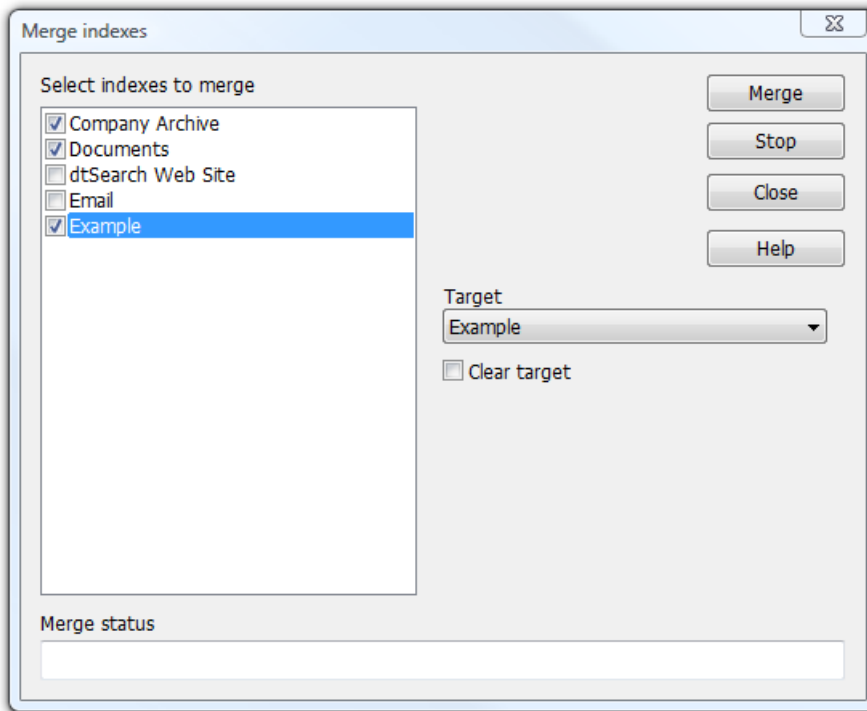 Merge indexes
Select indexes to merge
Company Archive
Documents
dtSearch Web Site
Email
Example
Merge
Stop
Close
Help
Target
Example
Clear target
Merge status